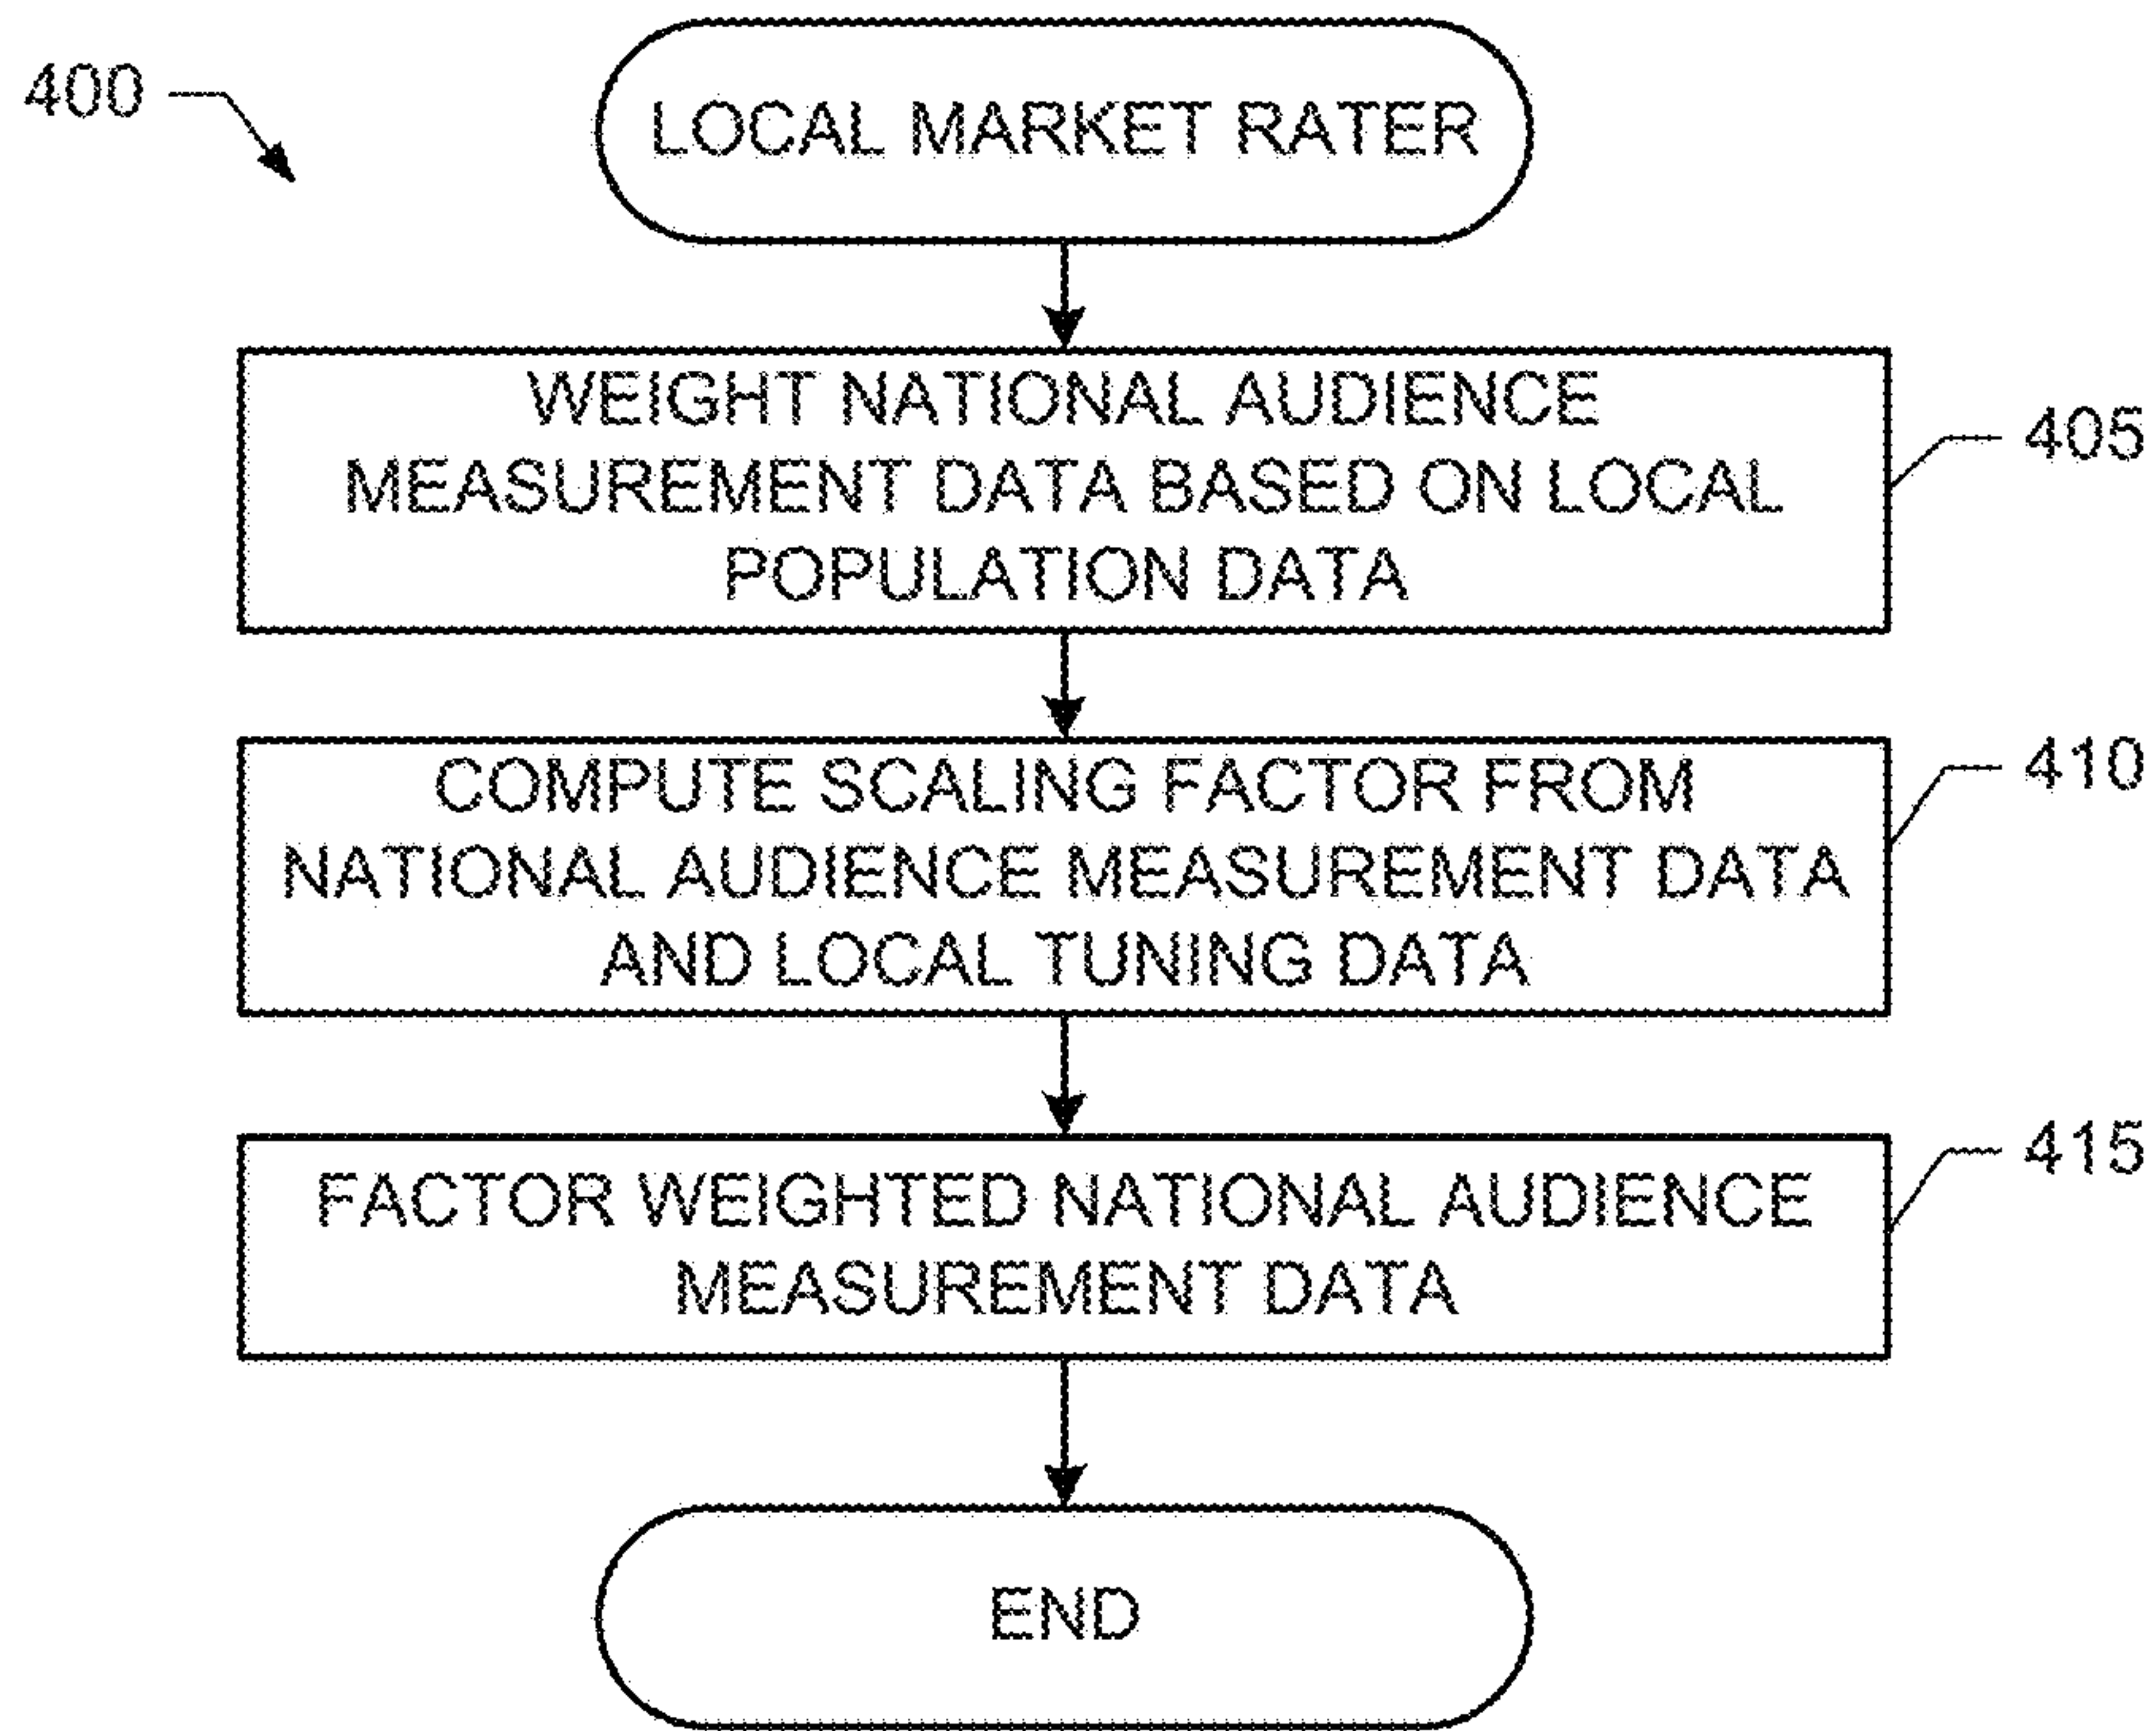 400
LOCAL MARKET RATER
WEIGHT NATIONAL AUDIENCE
MEASUREMENT DATA BASED ON LOCAL
POPULATION DATA
405
COMPUTE SCALING FACTOR FROM
NATIONAL AUDIENCE MEASUREMENT DATA
AND LOCAL TUNING DATA
410
FACTOR WEIGHTED NATIONAL AUDIENCE
MEASUREMENT DATA
415
END